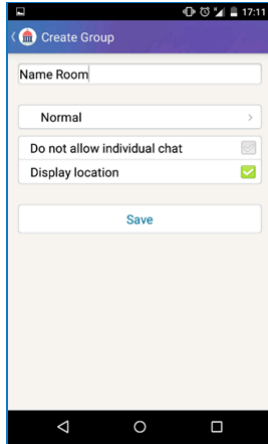 17:11
Create Group
Name Room
Normal
Do not allow individual chat
Display location
Save